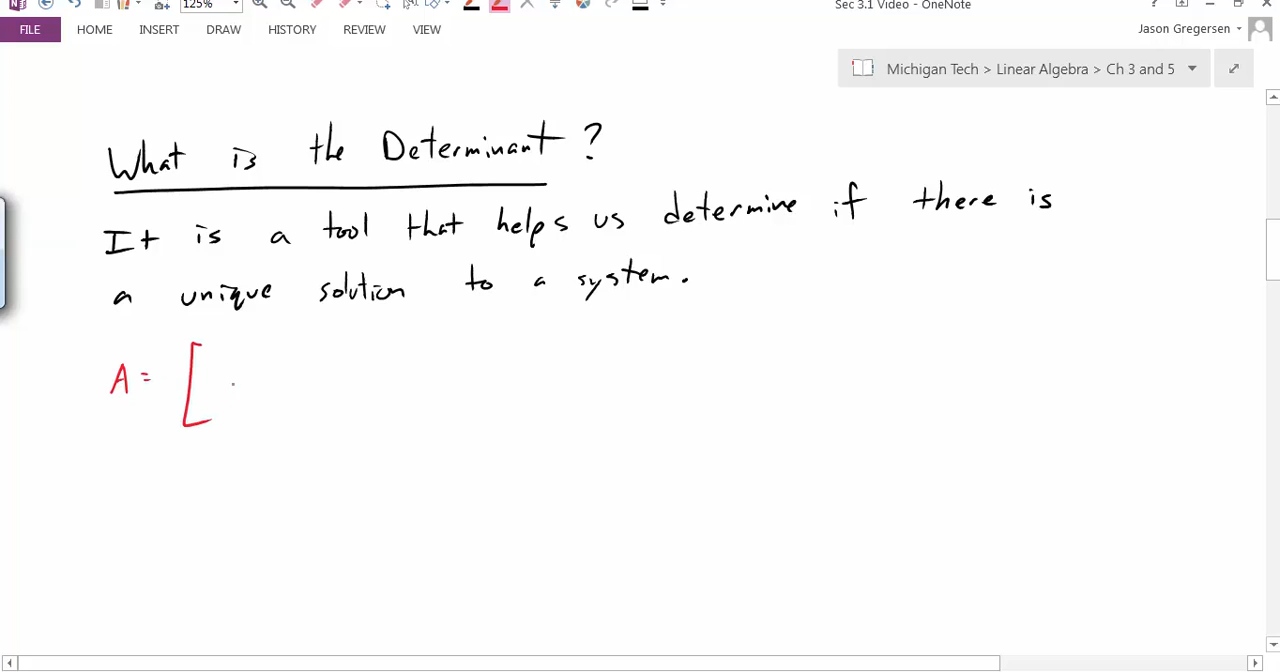 125%
Sec 3.1 Video - OneNote
FILE HOME INSERT DRAW HISTORY REVIEW VIEW
Jason Gregersen
Michigan Tech > Linear Algebra > Ch 3 and 5
What is the Determinant?
It is a tool that helps us determine if there is
a unique solution to a system.
A = [